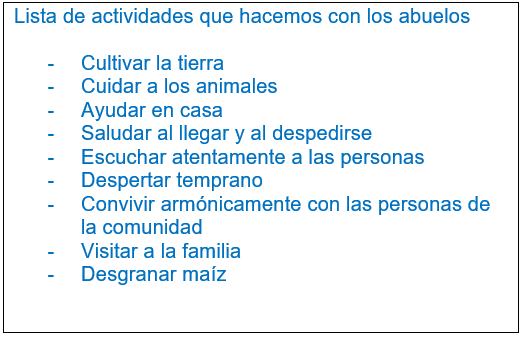 Lista de actividades que hacemos con los abuelos
- Cultivar la tierra
- Cuidar a los animales
- Ayudar en casa
- Saludar al llegar y al despedirse
- Escuchar atentamente a las personas
- Despertar temprano
- Convivir armónicamente con las personas de
la comunidad
- Visitar a la familia
- Desgranar maíz